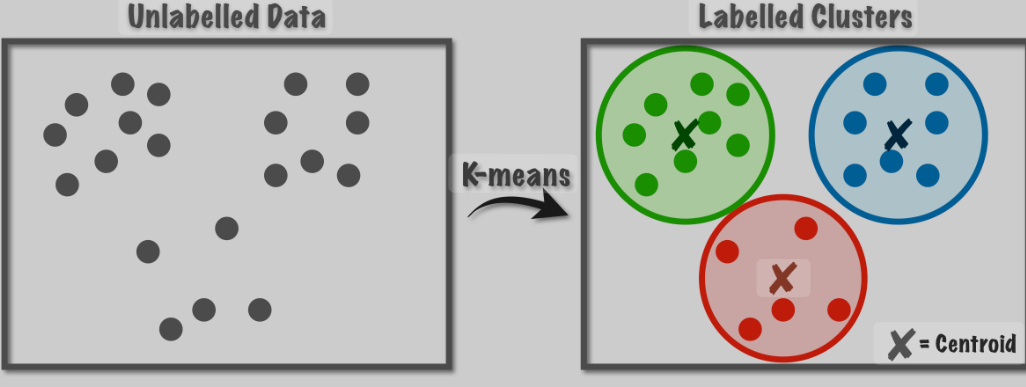 Unlabelled Data
Labelled Clusters
K-means
= Centroid